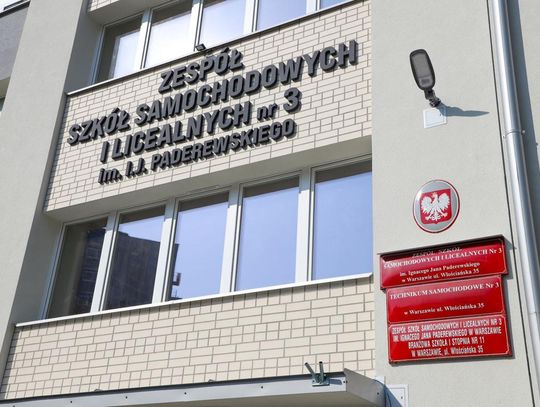 ZESPÓŁ
SZKÓŁ SAMOCHODOWYCH
I LICEALNYCH nr 3
im. I.J. PADEREWSKIEGO
ZESPÓŁ SZKÓŁ
SAMOCHODOWYCH I LICEALNYCH Nr 3
im. Ignacego Jana Paderewskiego
w Warszawie ul. Włościańska 35
TECHNIKUM SAMOCHODOWE Nr 3
w Warszawie ul. Włościańska 35
ZESPÓŁ SZKÓŁ SAMOCHODOWYCH I LICEALNYCH NR 3
IM. IGNACEGO JANA PADEREWSKIEGO W WARSZAWIE
BRANŻOWA SZKOŁA I STOPNIA NR 11
W WARSZAWIE, UL. Włościańska 35